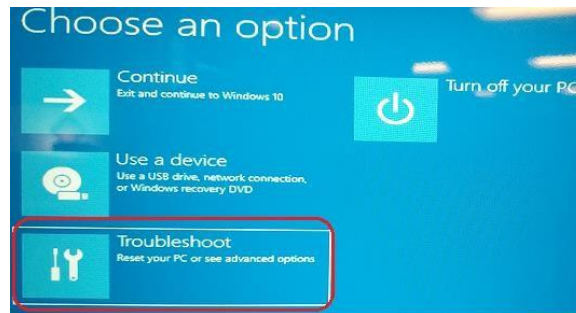 Choose an option
Continue
Exit and continue to Windows 10
Turn off your PC
Use a device
Use a USB drive, network connection,
or Windows recovery DVD
Troubleshoot
Reset your PC or see advanced options